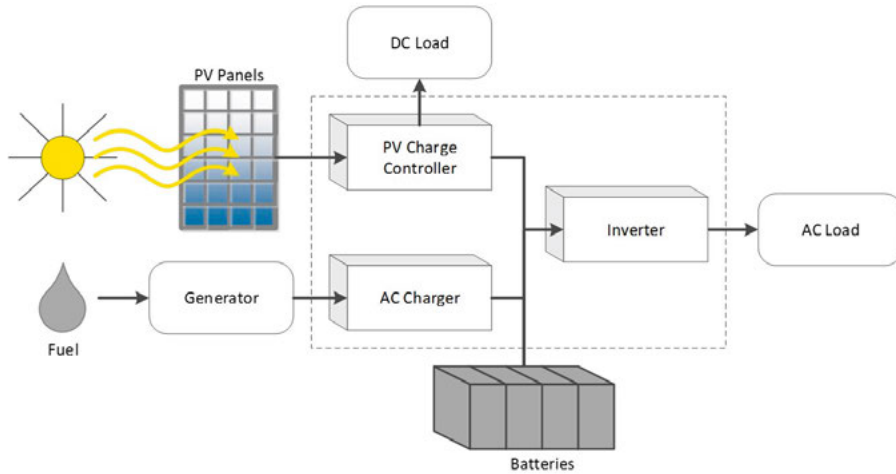 DC Load
PV Panels
PV Charge
Controller
Inverter
AC Load
Generator
AC Charger
Fuel
Batteries